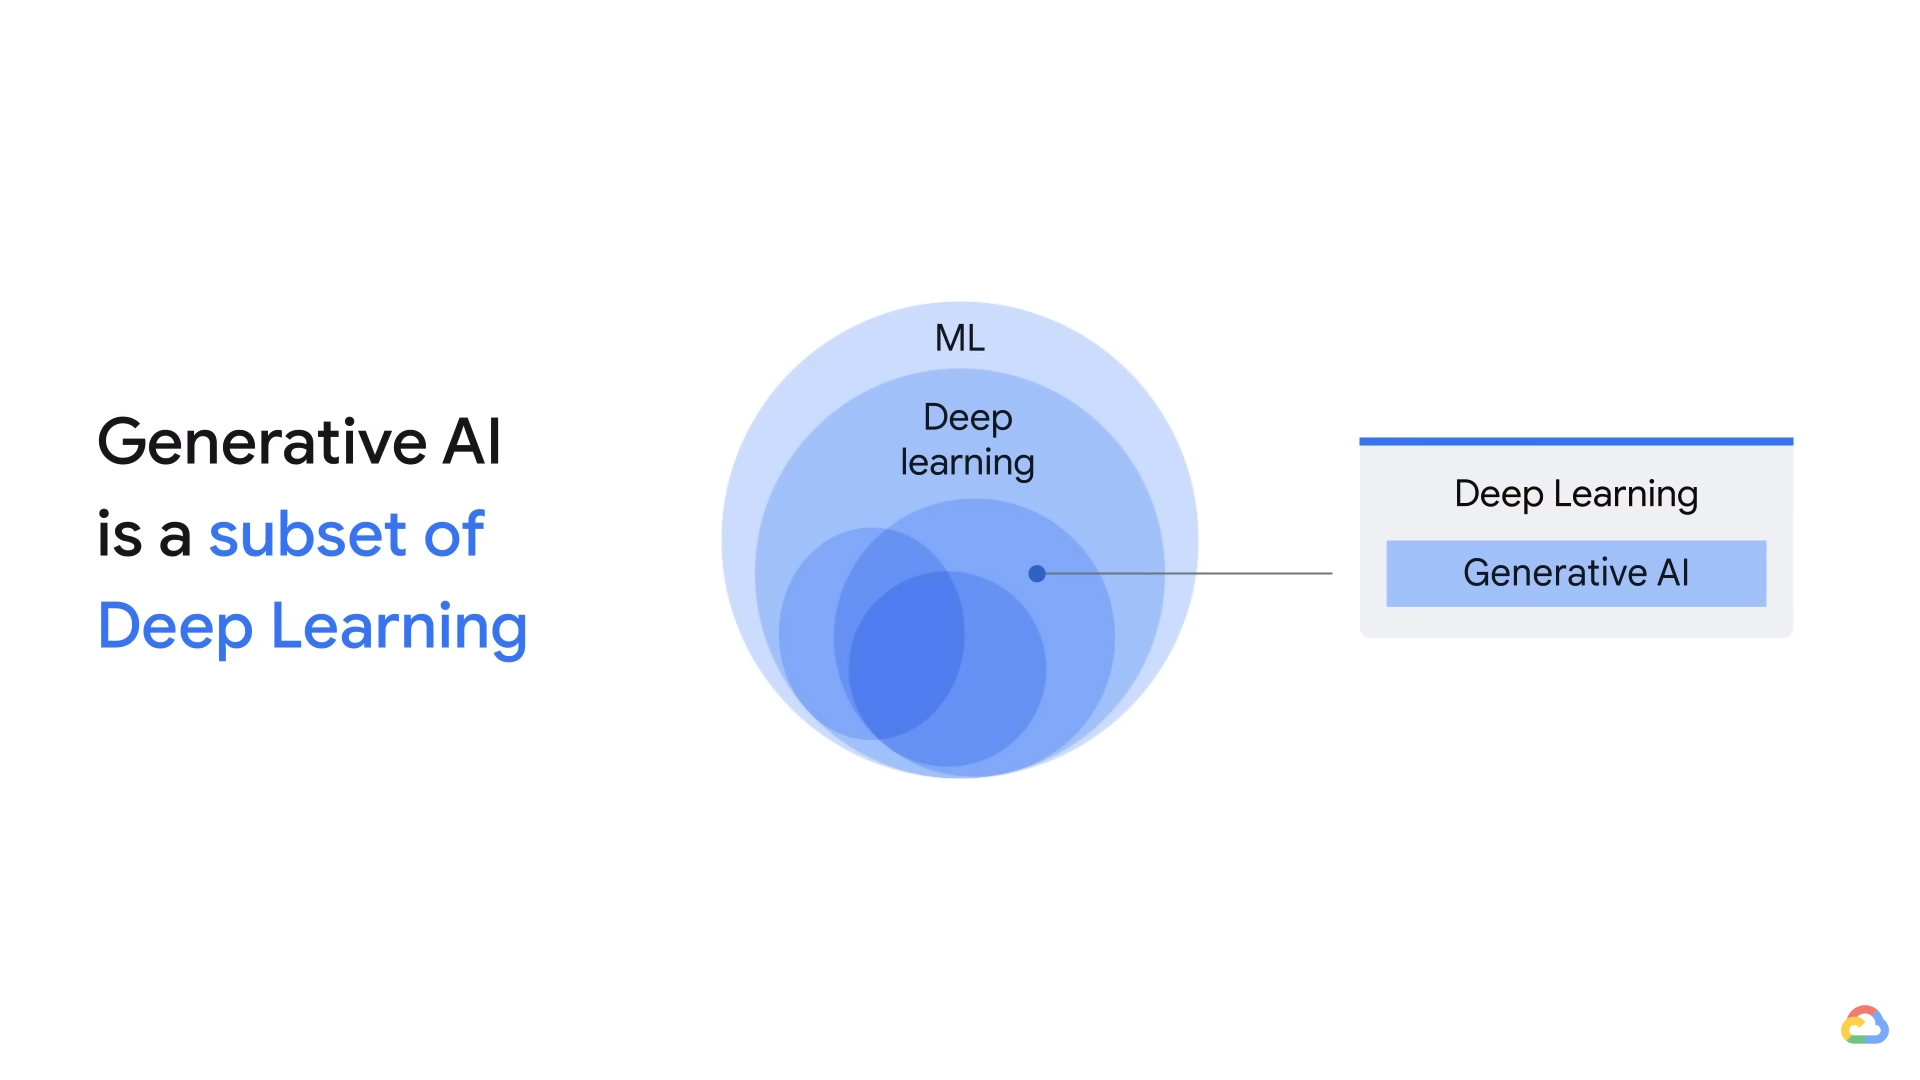 Generative AI
is a subset of
Deep Learning
ML
Deep
learning
Deep Learning
Generative AI